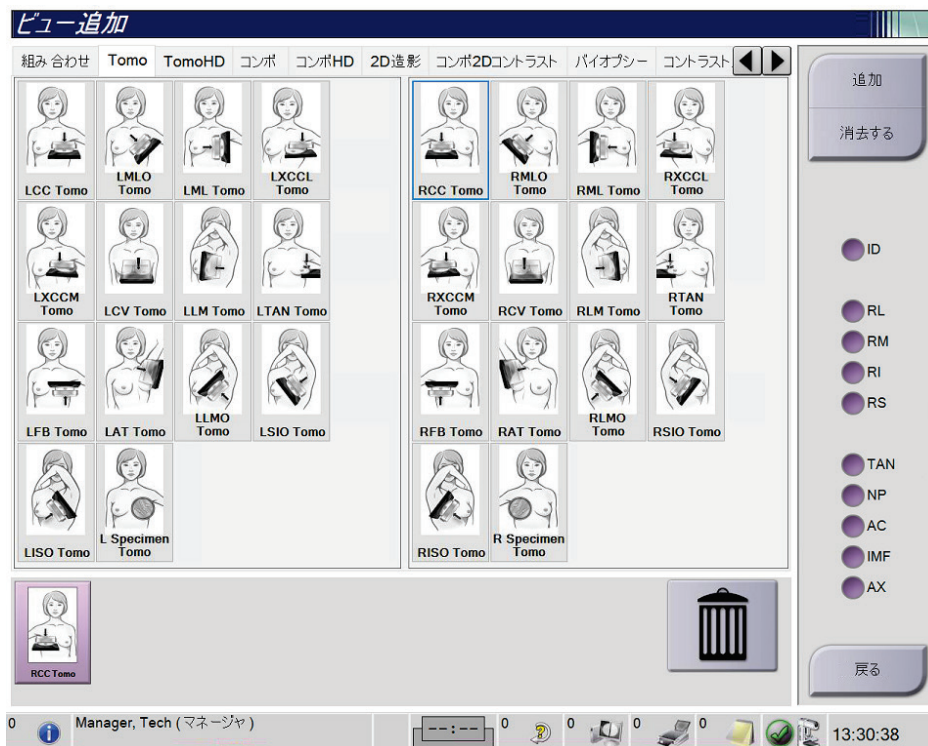 ビュー追加
組み合わせ Tomo TomoHD コンボ コンボHD 2D造影 コンボ2Dコントラスト バイオプシー コントラスト
追加
消去する
LCC Tomo
LMLO
Tomo
LML Tomo
LXCCL
Tomo
RCC Tomo
RMLO
Tomo
RML Tomo
RXCCL
Tomo
LXCCM
Tomo
LCV Tomo
LLM Tomo
LTAN Tomo
RXCCM
Tomo
RCV Tomo
RLM Tomo
RTAN
Tomo
LFB Tomo
LAT Tomo
LLMO
Tomo
LSIO Tomo
RFB Tomo
RAT Tomo
RLMO
Tomo
RSIO Tomo
LISO Tomo
L Specimen
Tomo
RISO Tomo
R Specimen
Tomo
ID
RL
RM
RI
RS
TAN
NP
AC
IMF
AX
RCC Tomo
戻る
0
Manager, Tech (マネージャ)
--:--
0
0
0
0
13:30:38